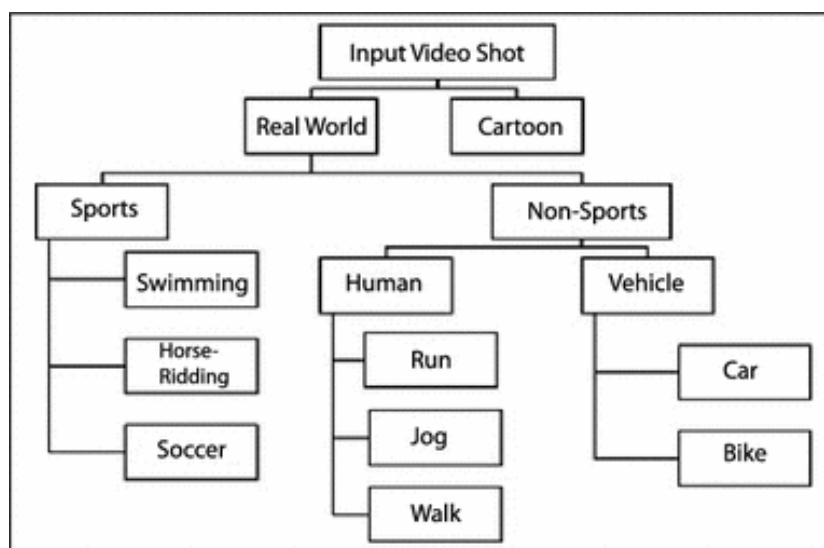 Input Video Shot
Real World
Cartoon
Sports
Non-Sports
Swimming
Human
Vehicle
Horse-
Ridding
Run
Car
Soccer
Jog
Bike
Walk